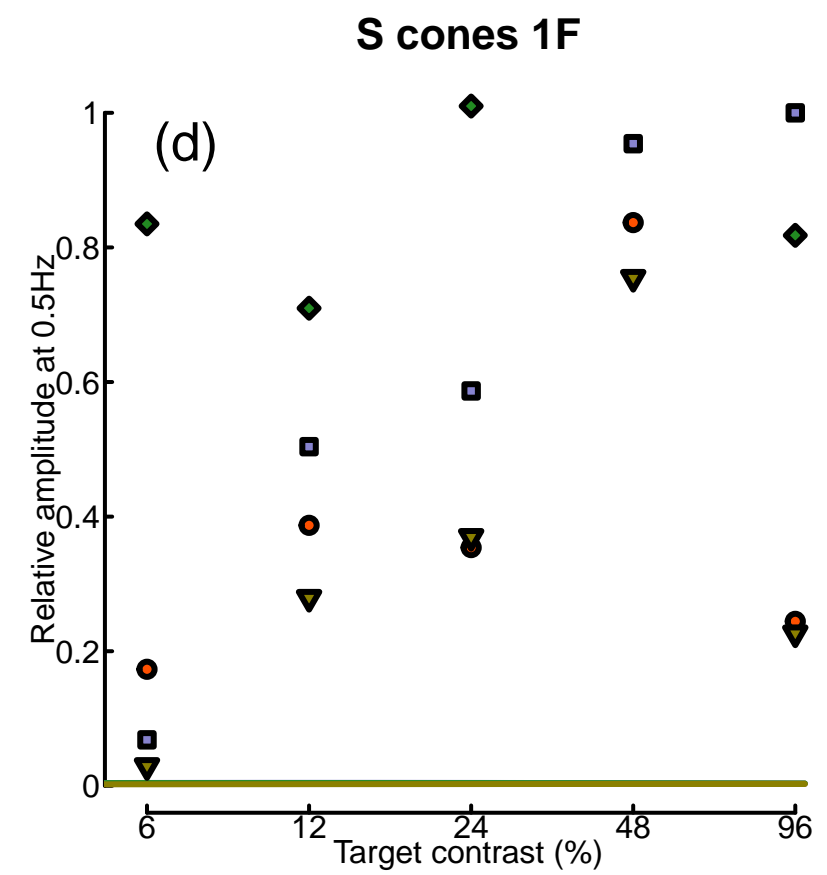 S cones 1F
(d)
Relative amplitude at 0.5Hz
1
0.8
0.6
0.4
0.2
0
6 12 24 48 96
Target contrast (%)